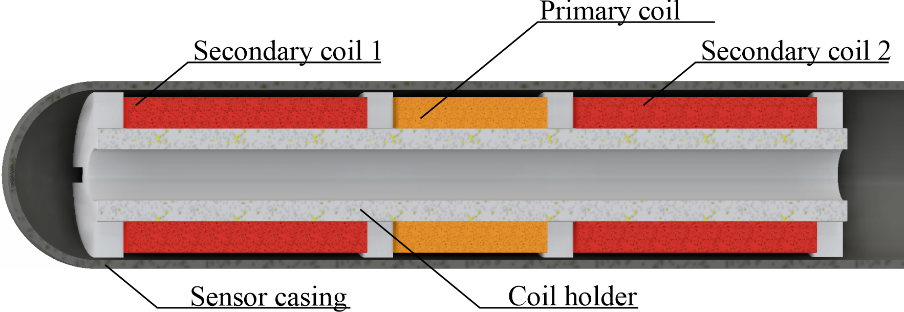 Primary coil
Secondary coil 1
Secondary coil 2
Sensor casing
Coil holder